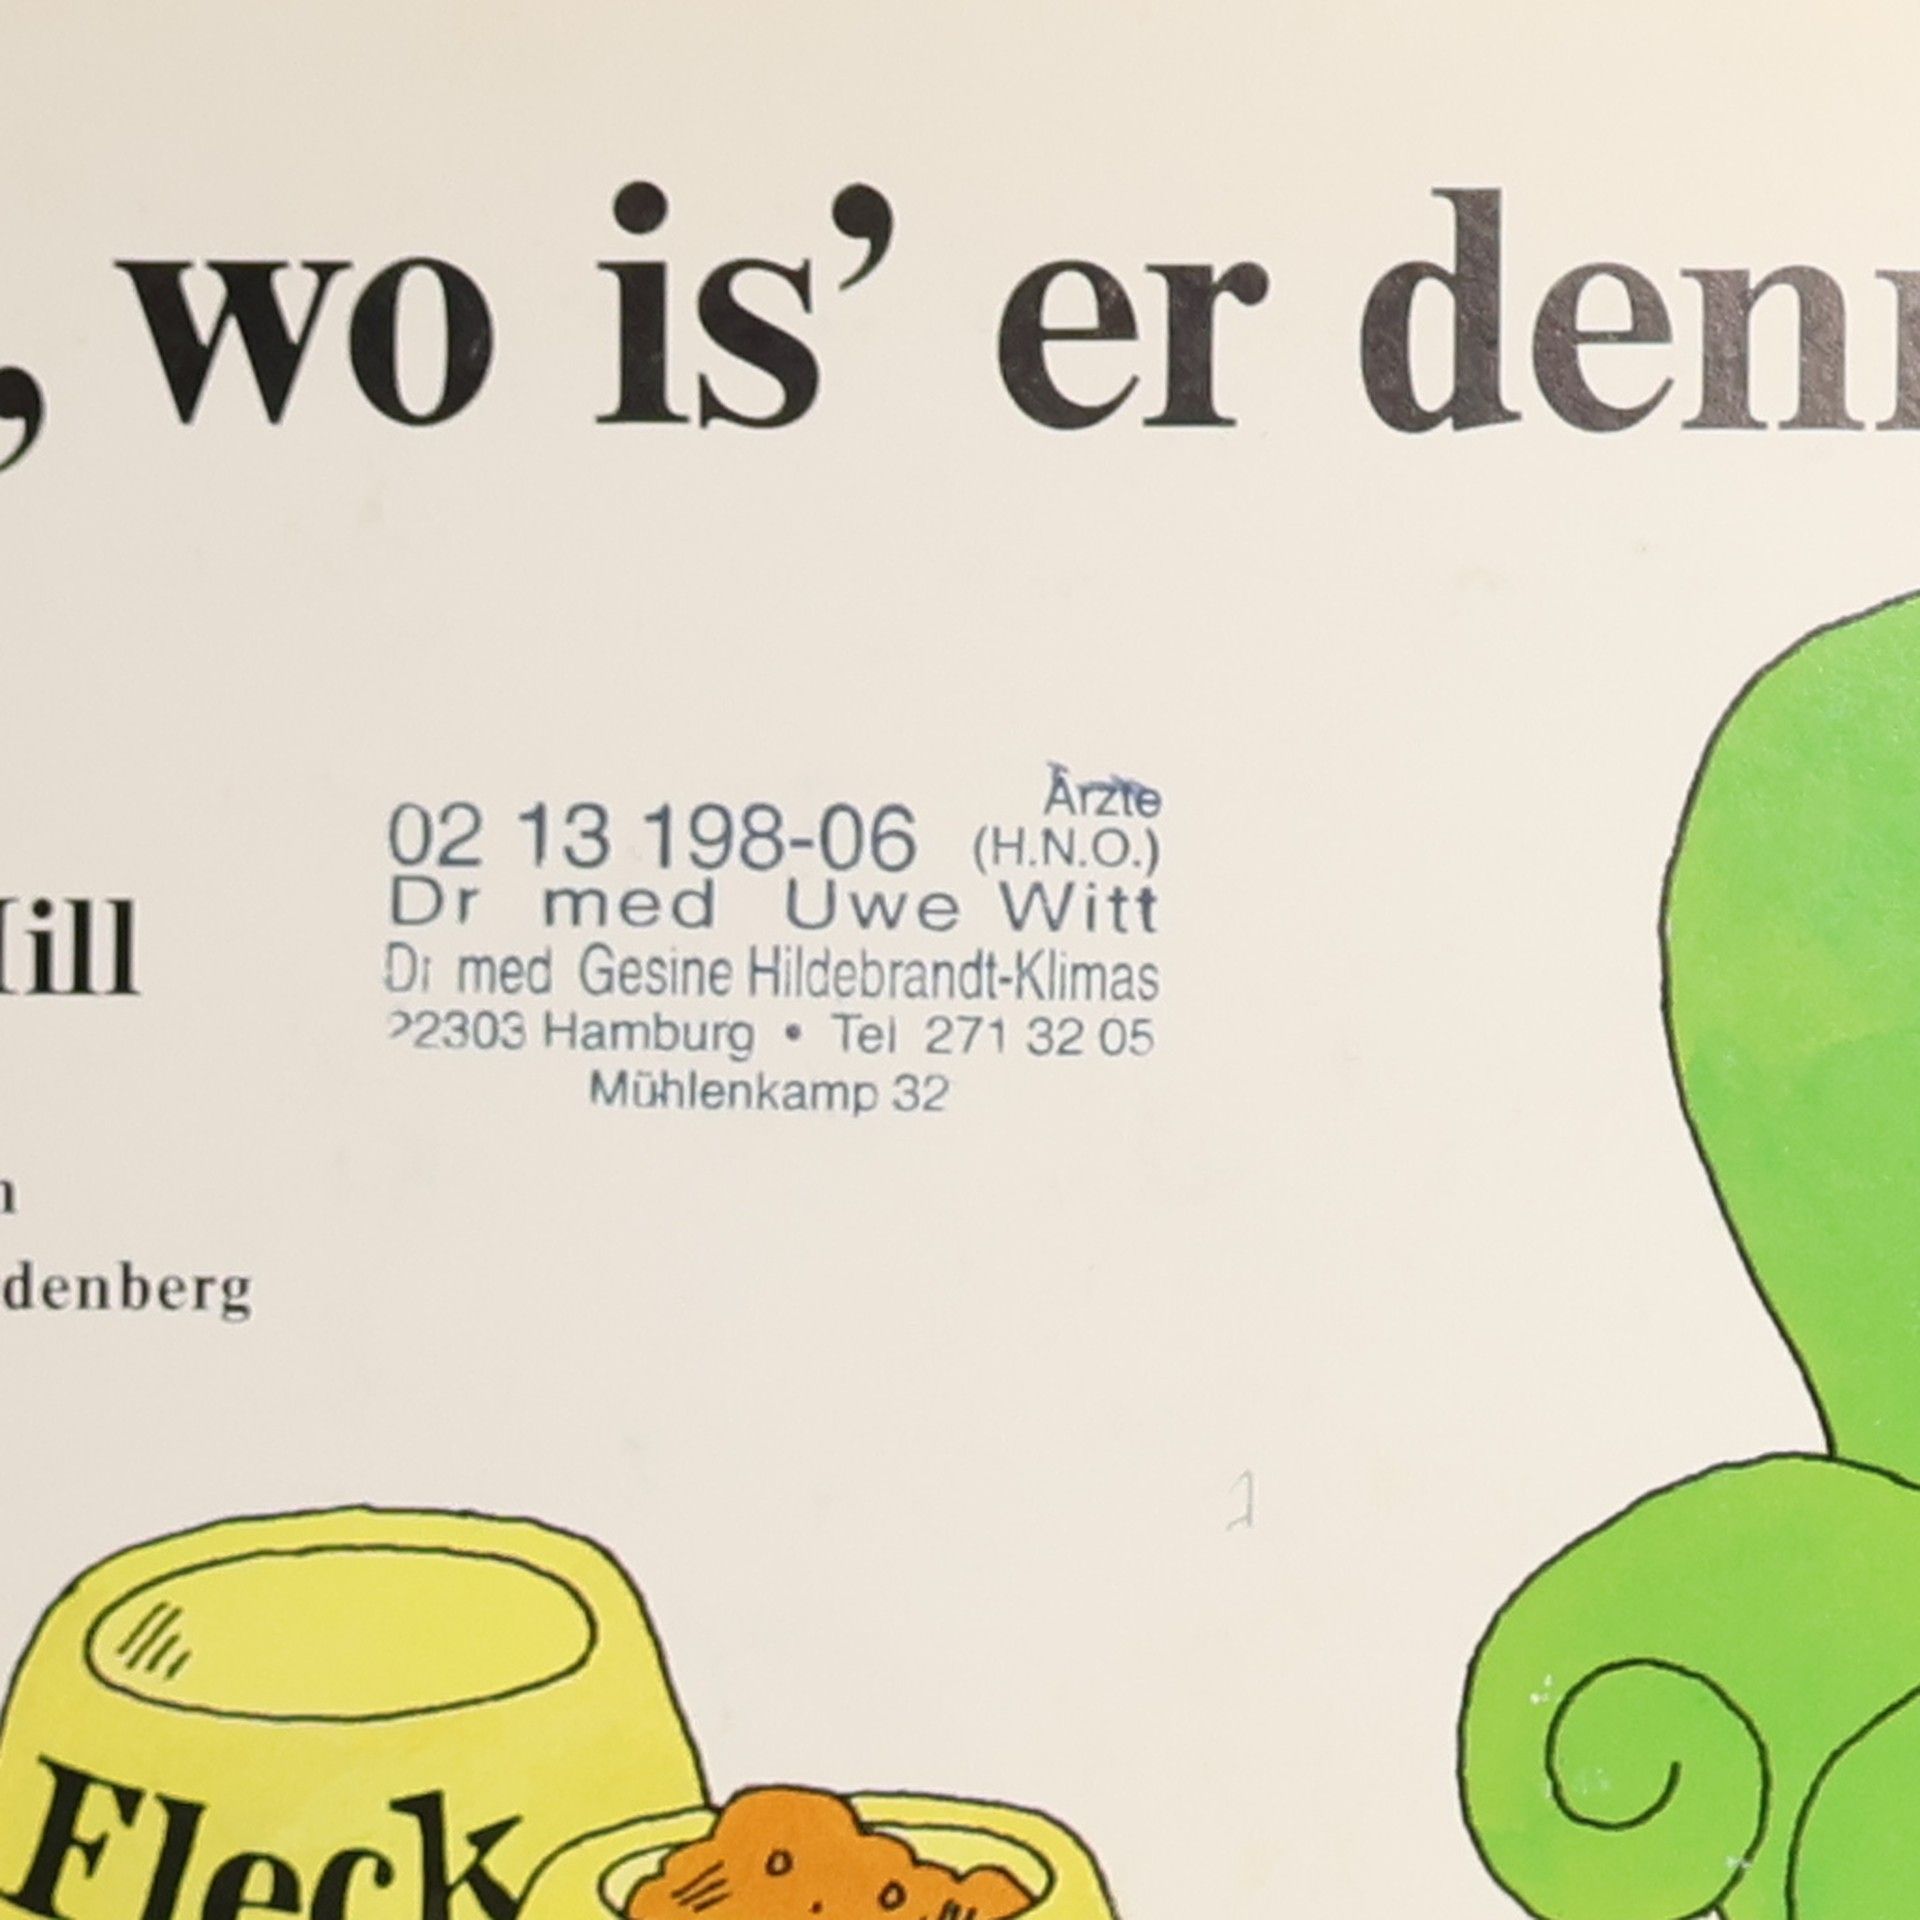 , wo is' er denn
Ärzte
02 13 198-06 (H.N.O.)
Dr med Uwe Witt
Dr med Gesine Hildebrandt-Klimas
22303 Hamburg • Tel 271 32 05
Mühlenkamp 32
Hill
denberg
Fleck